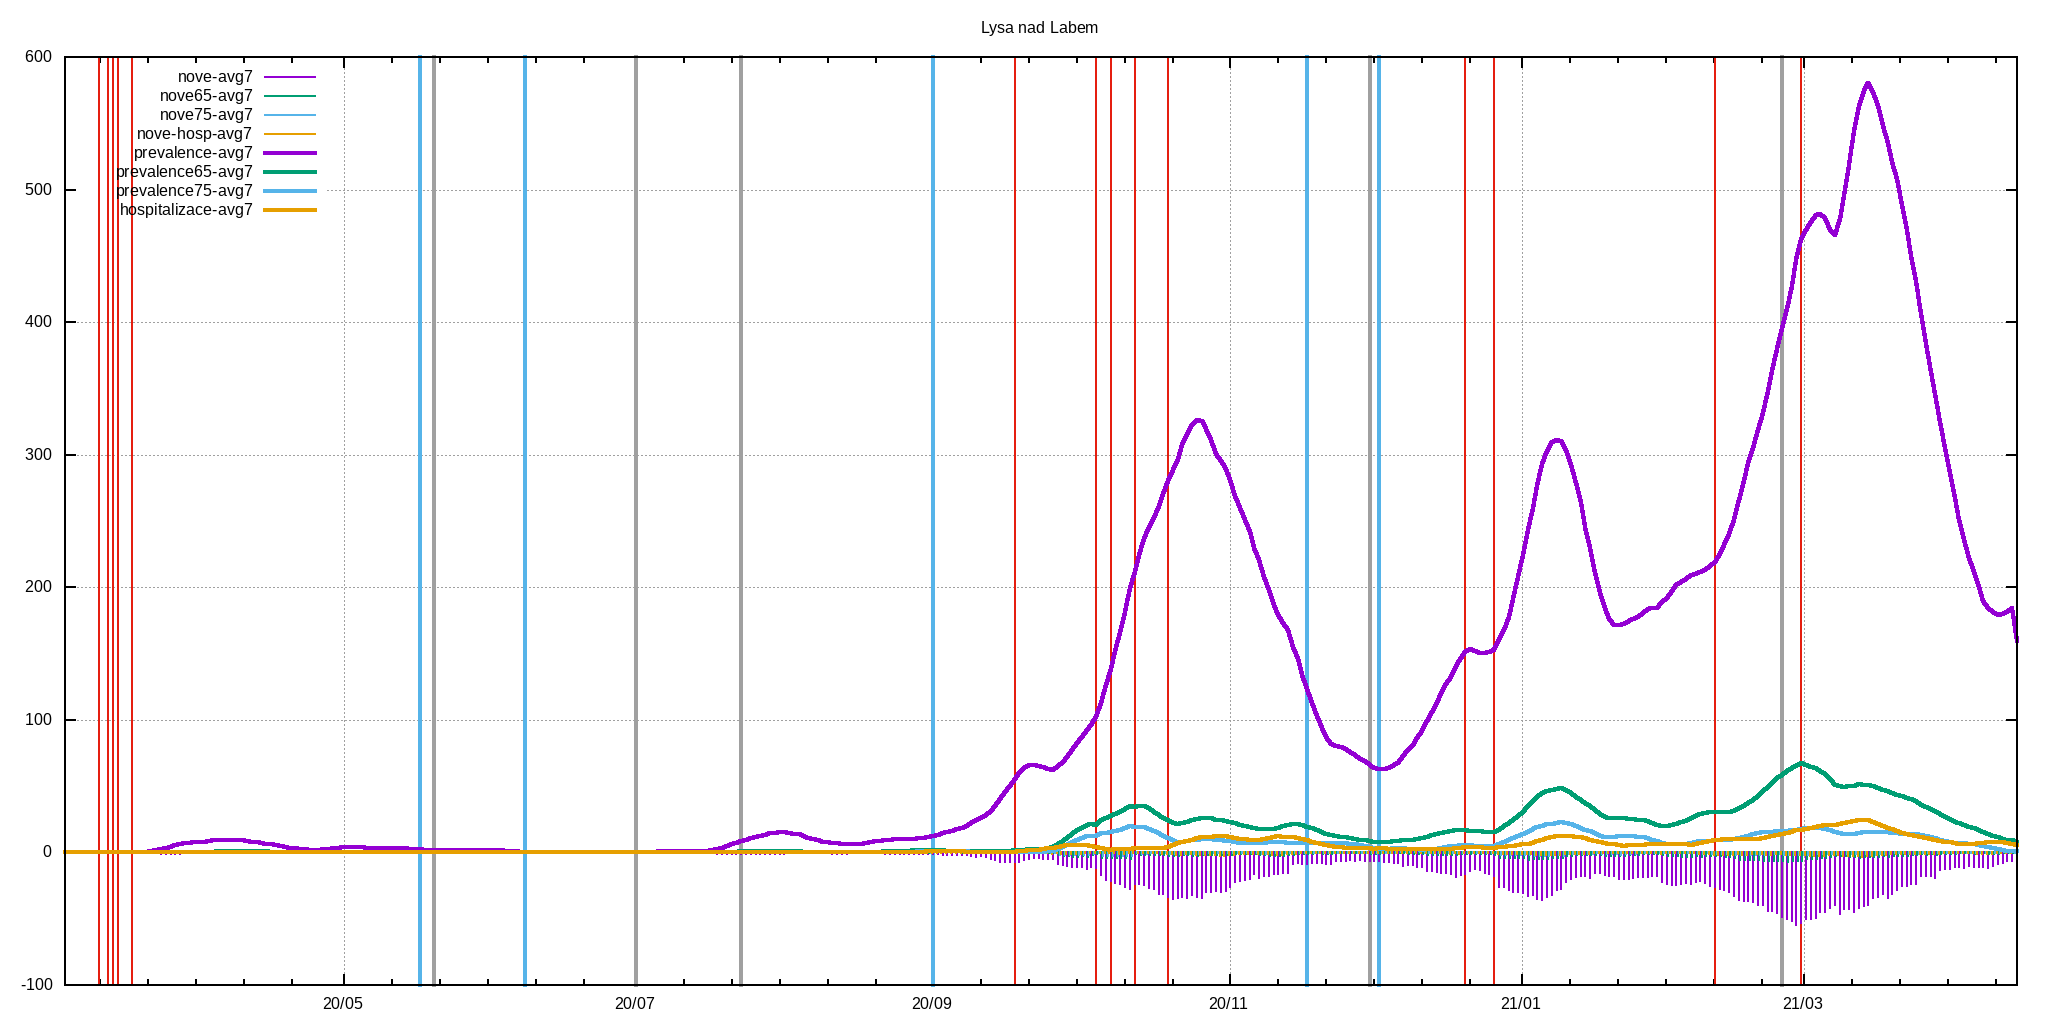 Lysa nad Labem
600
500
400
300
200
100
0
-100
nove-avg7
nove65-avg7
nove75-avg7
nove-hosp-avg7
prevalence-avg7
prevalence65-avg7
prevalence75-avg7
hospitalizace-avg7
20/05 20/07 20/09 20/11 21/01 21/03